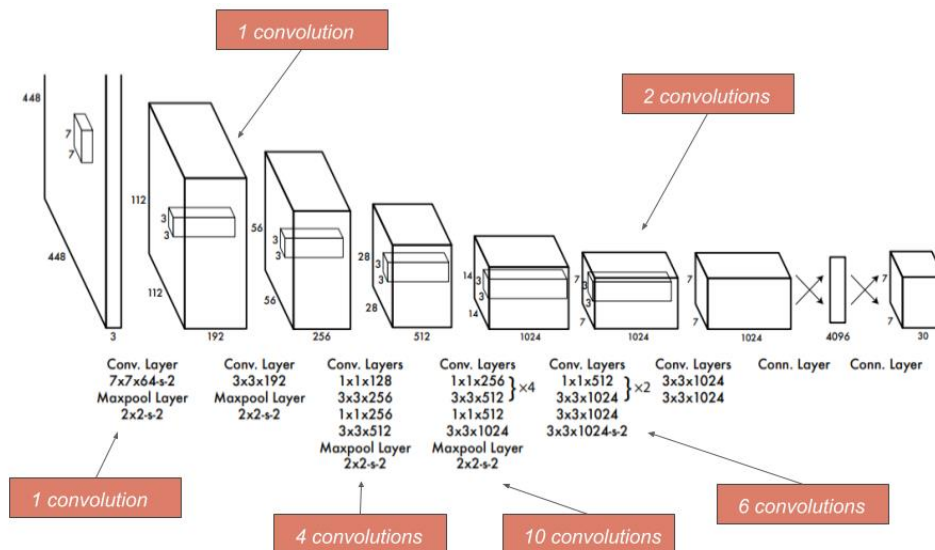 1 convolution
2 convolutions
448
7
7
448
3
112
3
3
112
192
56
3
3
56
256
28
3
3
28
512
14
3
3
14
1024
7
3
3
7
1024
7
7
1024
4096
7
7
30
Conv. Layer
7x7x64-s-2
Maxpool Layer
2x2-s-2
Conv. Layer
3x3x192
Maxpool Layer
2x2-s-2
Conv. Layers
1x1x128
3x3x256
1x1x256
3x3x512
Maxpool Layer
2x2-s-2
Conv. Layers
1x1x256
3x3x512
}×4
1x1x512
3x3x1024
Maxpool Layer
2x2-s-2
Conv. Layers
1x1x512
3x3x1024
}×2
3x3x1024
3x3x1024-s-2
Conv. Layers
3x3x1024
3x3x1024
Conn. Layer
Conn. Layer
1 convolution
4 convolutions
10 convolutions
6 convolutions